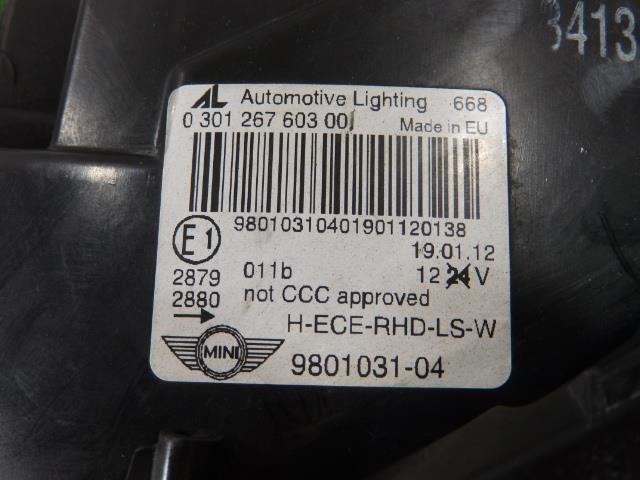 3413
AL Automotive Lighting 668
0 301 267 603 00
Made in EU
98010310401901120138
E1
19.01.12
2879 011b 12 24 V
2880 not CCC approved
H-ECE-RHD-LS-W
MINI 9801031-04